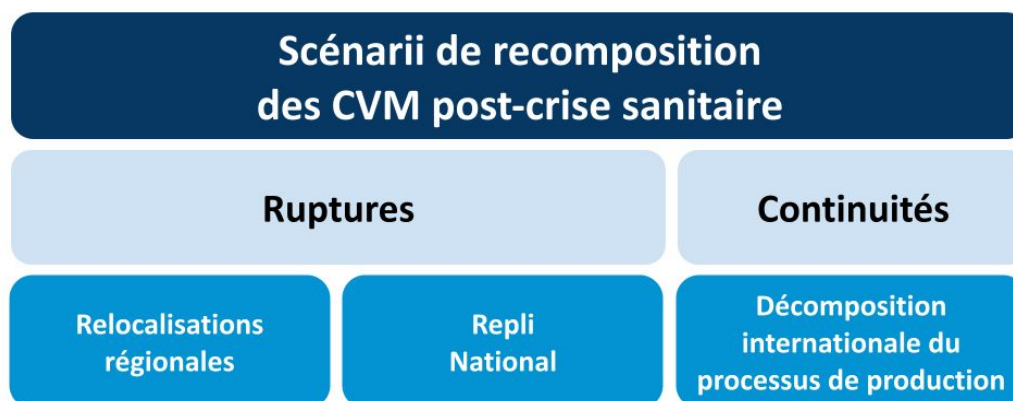 Scénarii de recomposition
des CVM post-crise sanitaire
Ruptures
Continuités
Relocalisations
régionales
Repli
National
Décomposition
internationale du
processus de production